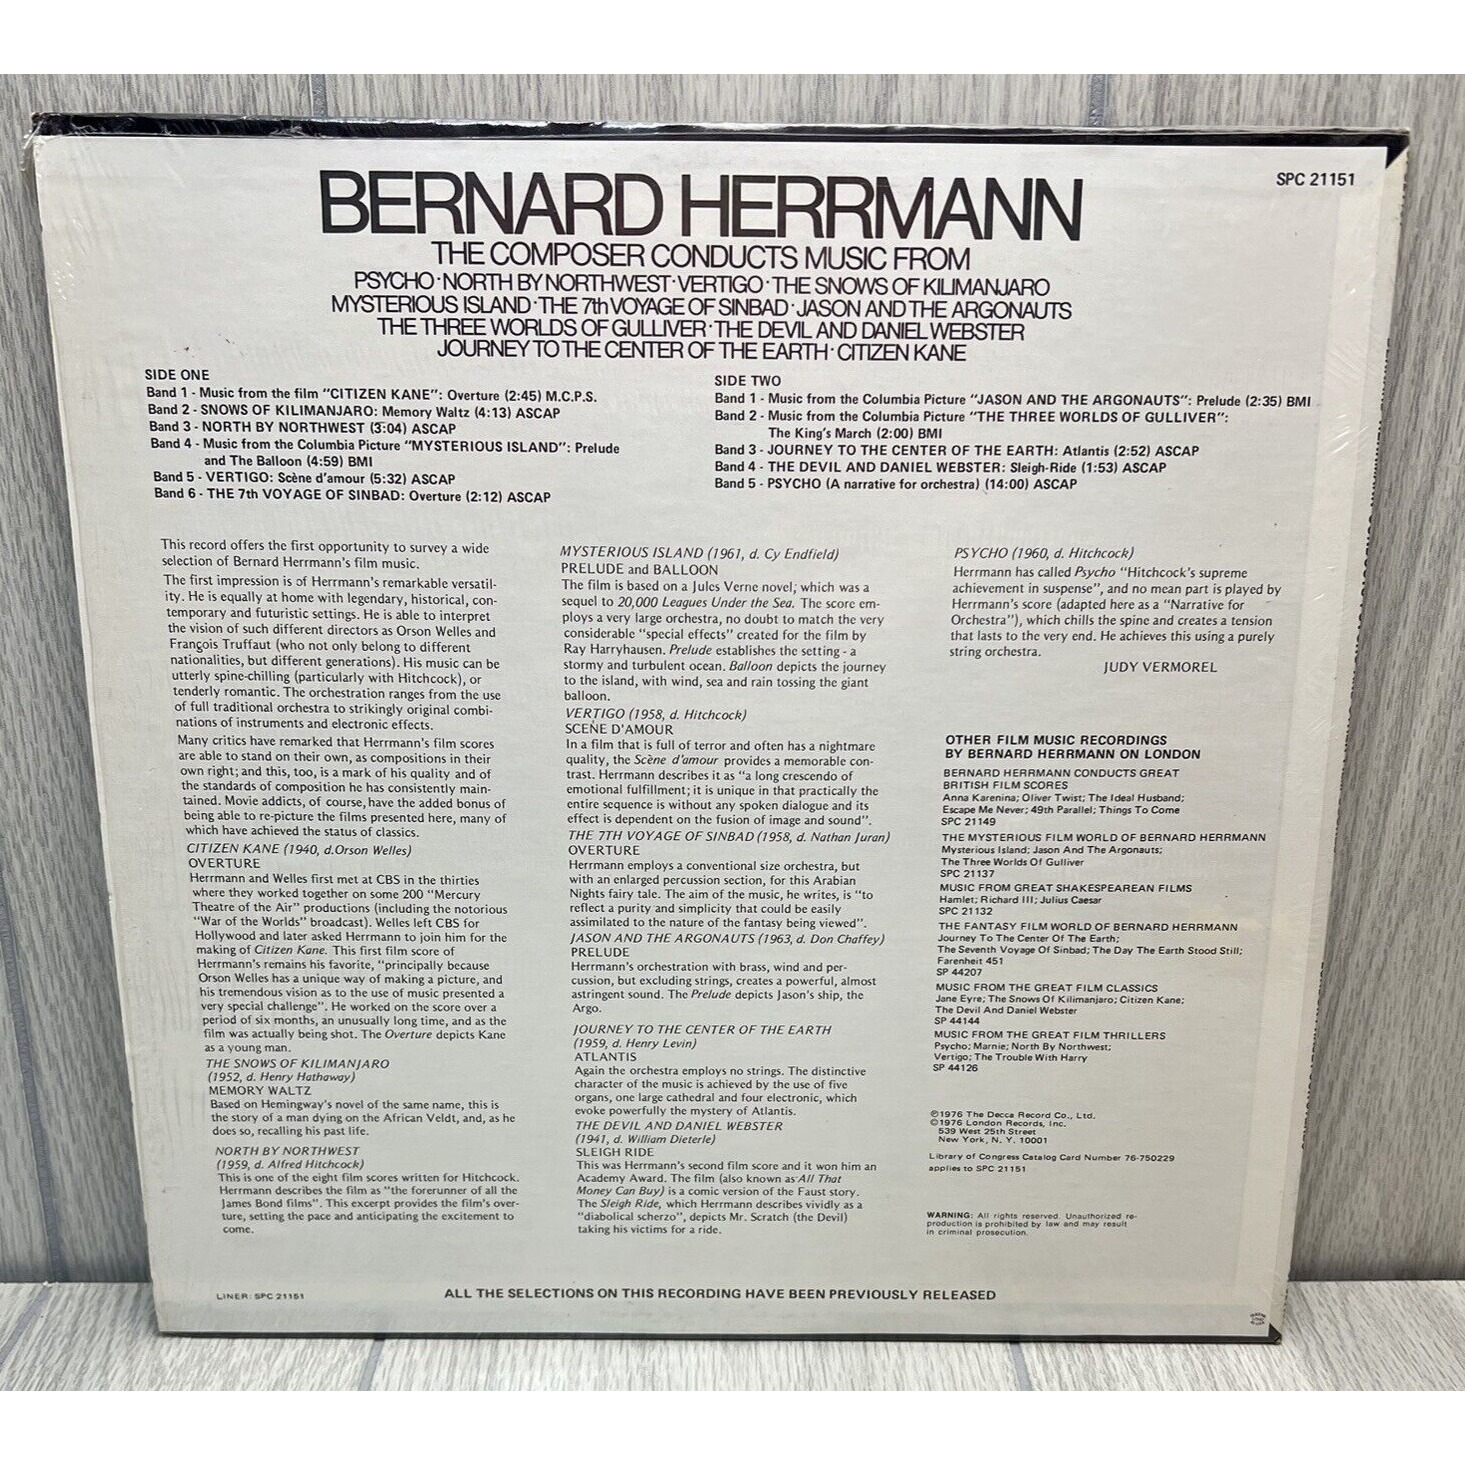 BERNARD HERRMANN
SPC 21151
THE COMPOSER CONDUCTS MUSIC FROM
PSYCHO·NORTH BY NORTHWEST·VERTIGO·THE SNOWS OF KILIMANJARO
MYSTERIOUS ISLAND·THE 7th VOYAGE OF SINBAD·JASON AND THE ARGONAUTS
THE THREE WORLDS OF GULLIVER·THE DEVIL AND DANIEL WEBSTER
JOURNEY TO THE CENTER OF THE EARTH·CITIZEN KANE
SIDE ONE
Band 1 - Music from the film "CITIZEN KANE": Overture (2:45) M.C.P.S.
Band 2 - SNOWS OF KILIMANJARO: Memory Waltz (4:13) ASCAP
Band 3 - NORTH BY NORTHWEST (3:04) ASCAP
Band 4 - Music from the Columbia Picture "MYSTERIOUS ISLAND": Prelude
and The Balloon (4:59) BMI
Band 5 - VERTIGO: Scène d'amour (5:32) ASCAP
Band 6 - THE 7th VOYAGE OF SINBAD: Overture (2:12) ASCAP
SIDE TWO
Band 1 - Music from the Columbia Picture "JASON AND THE ARGONAUTS": Prelude (2:35) BMI
Band 2 - Music from the Columbia Picture "THE THREE WORLDS OF GULLIVER":
The King's March (2:00) BMI
Band 3 - JOURNEY TO THE CENTER OF THE EARTH: Atlantis (2:52) ASCAP
Band 4 - THE DEVIL AND DANIEL WEBSTER: Sleigh-Ride (1:53) ASCAP
Band 5 - PSYCHO (A narrative for orchestra) (14:00) ASCAP
This record offers the first opportunity to survey a wide
selection of Bernard Herrmann's film music.
The first impression is of Herrmann's remarkable versatil-
ity. He is equally at home with legendary, historical, con-
temporary and futuristic settings. He is able to interpret
the vision of such different directors as Orson Welles and
François Truffaut (who not only belong to different
nationalities, but different generations). His music can be
utterly spine-chilling (particularly with Hitchcock), or
tenderly romantic. The orchestration ranges from the use
of full traditional orchestra to strikingly original combi-
nations of instruments and electronic effects.
Many critics have remarked that Herrmann's film scores
are able to stand on their own, as compositions in their
own right; and this, too, is a mark of his quality and of
the standards of composition he has consistently main-
tained. Movie addicts, of course, have the added bonus of
being able to re-picture the films presented here, many of
which have achieved the status of classics.
CITIZEN KANE (1940, d.Orson Welles)
OVERTURE
Herrmann and Welles first met at CBS in the thirties
where they worked together on some 200 "Mercury
Theatre of the Air" productions (including the notorious
"War of the Worlds" broadcast). Welles left CBS for
Hollywood and later asked Herrmann to join him for the
making of Citizen Kane. This first film score of
Herrmann's remains his favorite, "principally because
Orson Welles has a unique way of making a picture, and
his tremendous vision as to the use of music presented a
very special challenge". He worked on the score over a
period of six months, an unusually long time, and as the
film was actually being shot. The Overture depicts Kane
as a young man.
THE SNOWS OF KILIMANJARO
(1952, d. Henry Hathaway)
MEMORY WALTZ
Based on Hemingway's novel of the same name, this is
the story of a man dying on the African Veldt, and, as he
does so, recalling his past life.
NORTH BY NORTHWEST
(1959, d. Alfred Hitchcock)
This is one of the eight film scores written for Hitchcock.
Herrmann describes the film as "the forerunner of all the
James Bond films". This excerpt provides the film's over-
ture, setting the pace and anticipating the excitement to
come.
MYSTERIOUS ISLAND (1961, d. Cy Endfield)
PRELUDE and BALLOON
The film is based on a Jules Verne novel, which was a
sequel to 20,000 Leagues Under the Sea. The score em-
ploys a very large orchestra, no doubt to match the very
considerable "special effects" created for the film by
Ray Harryhausen. Prelude establishes the setting - a
stormy and turbulent ocean. Balloon depicts the journey
to the island, with wind, sea and rain tossing the giant
balloon.
VERTIGO (1958, d. Hitchcock)
SCENE D'AMOUR
In a film that is full of terror and often has a nightmare
quality, the Scène d'amour provides a memorable con-
trast. Herrmann describes it as "a long crescendo of
emotional fulfillment; it is unique in that practically the
entire sequence is without any spoken dialogue and its
effect is dependent on the fusion of image and sound".
THE 7TH VOYAGE OF SINBAD (1958, d. Nathan Juran)
OVERTURE
Herrmann employs a conventional size orchestra, but
with an enlarged percussion section, for this Arabian
Nights fairy tale. The aim of the music, he writes, is "to
reflect a purity and simplicity that could be easily
assimilated to the nature of the fantasy being viewed".
JASON AND THE ARGONAUTS (1963, d. Don Chaffey)
PRELUDE
Herrmann's orchestration with brass, wind and per-
cussion, but excluding strings, creates a powerful, almost
astringent sound. The Prelude depicts Jason's ship, the
Argo.
JOURNEY TO THE CENTER OF THE EARTH
(1959, d. Henry Levin)
ATLANTIS
Again the orchestra employs no strings. The distinctive
character of the music is achieved by the use of five
organs, one large cathedral and four electronic, which
evoke powerfully the mystery of Atlantis.
THE DEVIL AND DANIEL WEBSTER
(1941, d. William Dieterle)
SLEIGH RIDE
This was Herrmann's second film score and it won him an
Academy Award. The film (also known as All That
Money Can Buy) is a comic version of the Faust story.
The Sleigh Ride, which Herrmann describes vividly as a
"diabolical scherzo", depicts Mr. Scratch (the Devil)
taking his victims for a ride.
PSYCHO (1960, d. Hitchcock)
Herrmann has called Psycho "Hitchcock's supreme
achievement in suspense", and no mean part is played by
Herrmann's score (adapted here as a "Narrative for
Orchestra"), which chills the spine and creates a tension
that lasts to the very end. He achieves this using a purely
string orchestra.
JUDY VERMOREL
OTHER FILM MUSIC RECORDINGS
BY BERNARD HERRMANN ON LONDON
BERNARD HERRMANN CONDUCTS GREAT
BRITISH FILM SCORES
Anna Karenina; Oliver Twist; The Ideal Husband;
Escape Me Never; 49th Parallel; Things To Come
SPC 21149
THE MYSTERIOUS FILM WORLD OF BERNARD HERRMANN
Mysterious Island; Jason And The Argonauts;
The Three Worlds Of Gulliver
SPC 21137
MUSIC FROM GREAT SHAKESPEAREAN FILMS
Hamlet; Richard III; Julius Caesar
SPC 21132
THE FANTASY FILM WORLD OF BERNARD HERRMANN
Journey To The Center Of The Earth;
The Seventh Voyage Of Sinbad; The Day The Earth Stood Still;
Farenheit 451
SP 44207
MUSIC FROM THE GREAT FILM CLASSICS
Jane Eyre; The Snows Of Kilimanjaro; Citizen Kane;
The Devil And Daniel Webster
SP 44144
MUSIC FROM THE GREAT FILM THRILLERS
Psycho; Marnie; North By Northwest;
Vertigo; The Trouble With Harry
SP 44126
℗1976 The Decca Record Co., Ltd.
©1976 London Records, Inc.
539 West 25th Street
New York, N. Y. 10001
Library of Congress Catalog Card Number 76-750229
applies to SPC 21151
WARNING: All rights reserved. Unauthorized re-
production is prohibited by law and may result
in criminal prosecution.
LINER: SPC 21151
ALL THE SELECTIONS ON THIS RECORDING HAVE BEEN PREVIOUSLY RELEASED